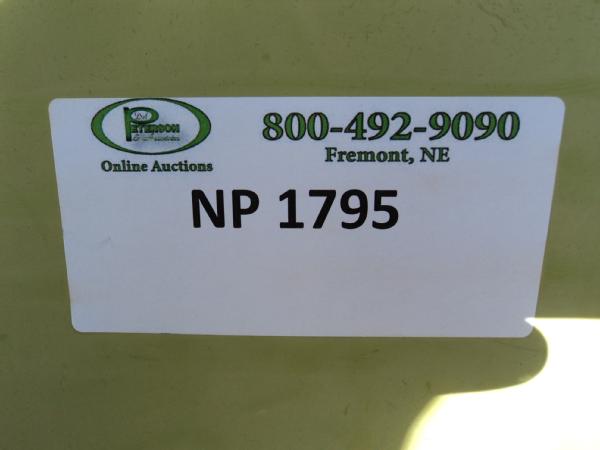 PETERSON
Online Auctions
800-492-9090
Fremont, NE
NP 1795